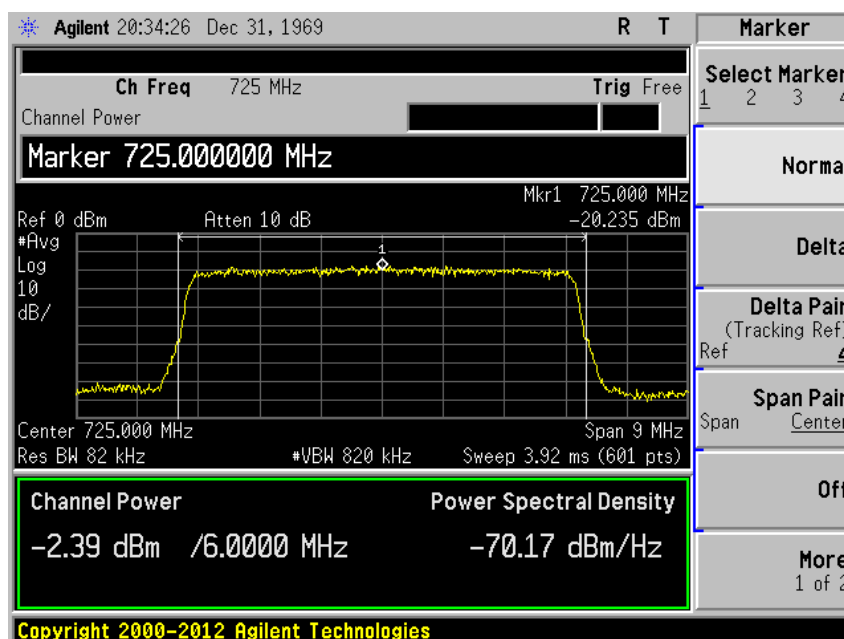 Agilent 20:34:26 Dec 31, 1969 R T
Marker
Ch Freq 725 MHz Trig Free
Channel Power
Select Marker
1 2 3 4
Marker 725.000000 MHz
Norma
Mkr1 725.000 MHz
Ref 0 dBm Atten 10 dB -20.235 dBm
#Avg
Log
10
dB/
1
Delta
Delta Pair
(Tracking Ref)
Ref Δ
Span Pair
Span Center
Center 725.000 MHz Span 9 MHz
Res BW 82 kHz #VBW 820 kHz Sweep 3.92 ms (601 pts)
Off
Channel Power Power Spectral Density
-2.39 dBm /6.0000 MHz -70.17 dBm/Hz
More
1 of 2
Copyright 2000-2012 Agilent Technologies